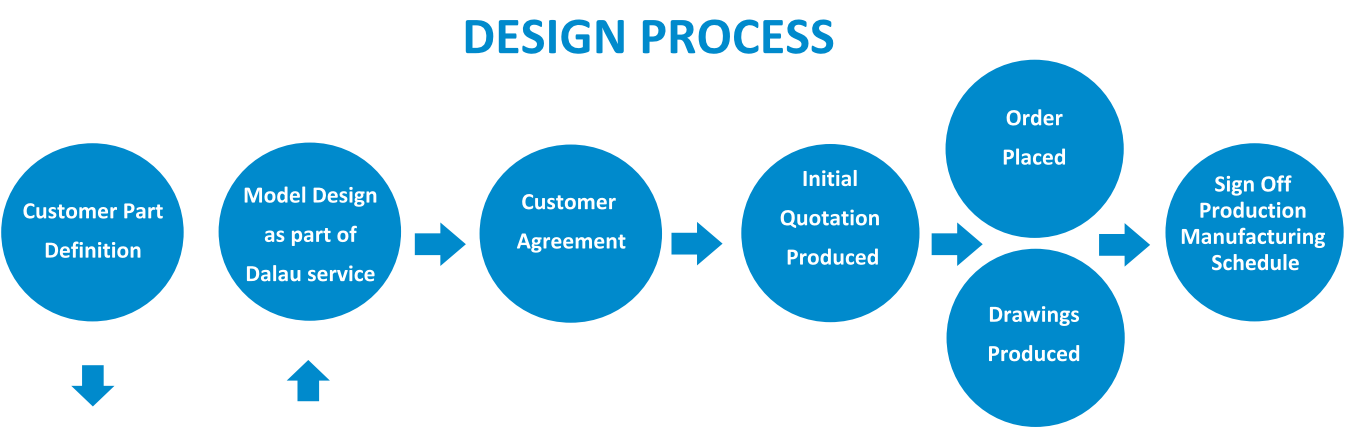 DESIGN PROCESS
Customer Part
Definition
Model Design
as part of
Dalau service
Customer
Agreement
Initial
Quotation
Produced
Order
Placed
Drawings
Produced
Sign Off
Production
Manufacturing
Schedule